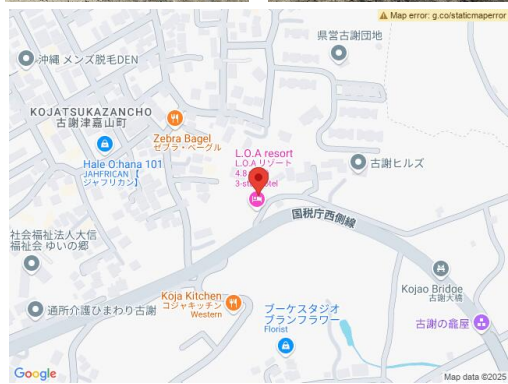 Map error: g.co/staticmaperror
県営古謝団地
沖縄 メンズ脱毛DEN
KOJATSUKAZANCHO
古謝津嘉山町
Zebra Bagel
ゼブラ・ベーグル
Hale O:hana 101
JAHFRICAN【
ジャフリカン】
L.O.A resort
L.O.A リゾート
4.8
3-star hotel
古謝ヒルズ
国税庁西側線
社会福祉法人大信
福祉会 ゆいの郷
Kojao Bridge
古謝大橋
通所介護ひまわり古謝
Koja Kitchen
コジャキッチン
Western
ブーケスタジオ
ブランフラワー
Florist
古謝の龕屋
Google
Map data ©2025